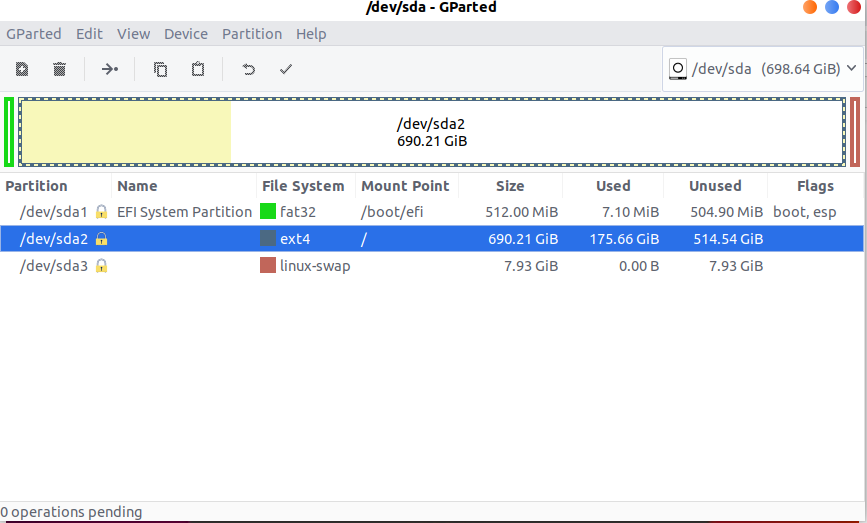 /dev/sda - GParted
GParted Edit View Device Partition Help
/dev/sda (698.64 GiB)
/dev/sda2
690.21 GiB
Partition Name File System Mount Point Size Used Unused Flags
/dev/sda1 EFI System Partition fat32 /boot/efi 512.00 MiB 7.10 MiB 504.90 MiB boot, esp
/dev/sda2 ext4 / 690.21 GiB 175.66 GiB 514.54 GiB
/dev/sda3 linux-swap 7.93 GiB 0.00 B 7.93 GiB
0 operations pending